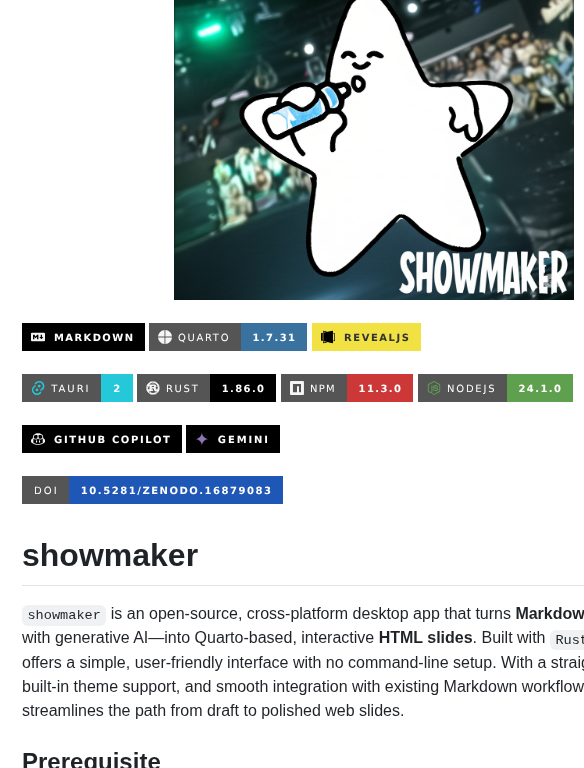 SHOWMAKER
MARKDOWN QUARTO 1.7.31 REVEALJS
TAURI 2 RUST 1.86.0 NPM 11.3.0 NODEJS 24.1.0
GITHUB COPILOT GEMINI
DOI 10.5281/ZENODO.16879083
showmaker
showmaker is an open-source, cross-platform desktop app that turns Markdow
with generative AI—into Quarto-based, interactive HTML slides. Built with Rust
offers a simple, user-friendly interface with no command-line setup. With a straig
built-in theme support, and smooth integration with existing Markdown workflow
streamlines the path from draft to polished web slides.
Prerequisite